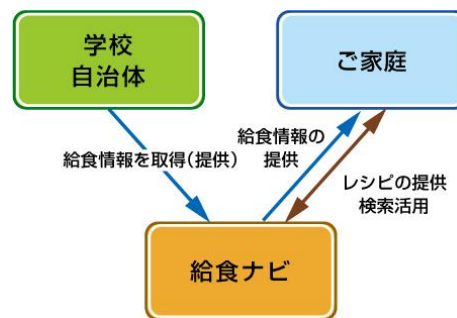 学校
自治体
ご家庭
給食情報を取得(提供)
給食情報の
提供
レシピの提供
検索活用
給食ナビ